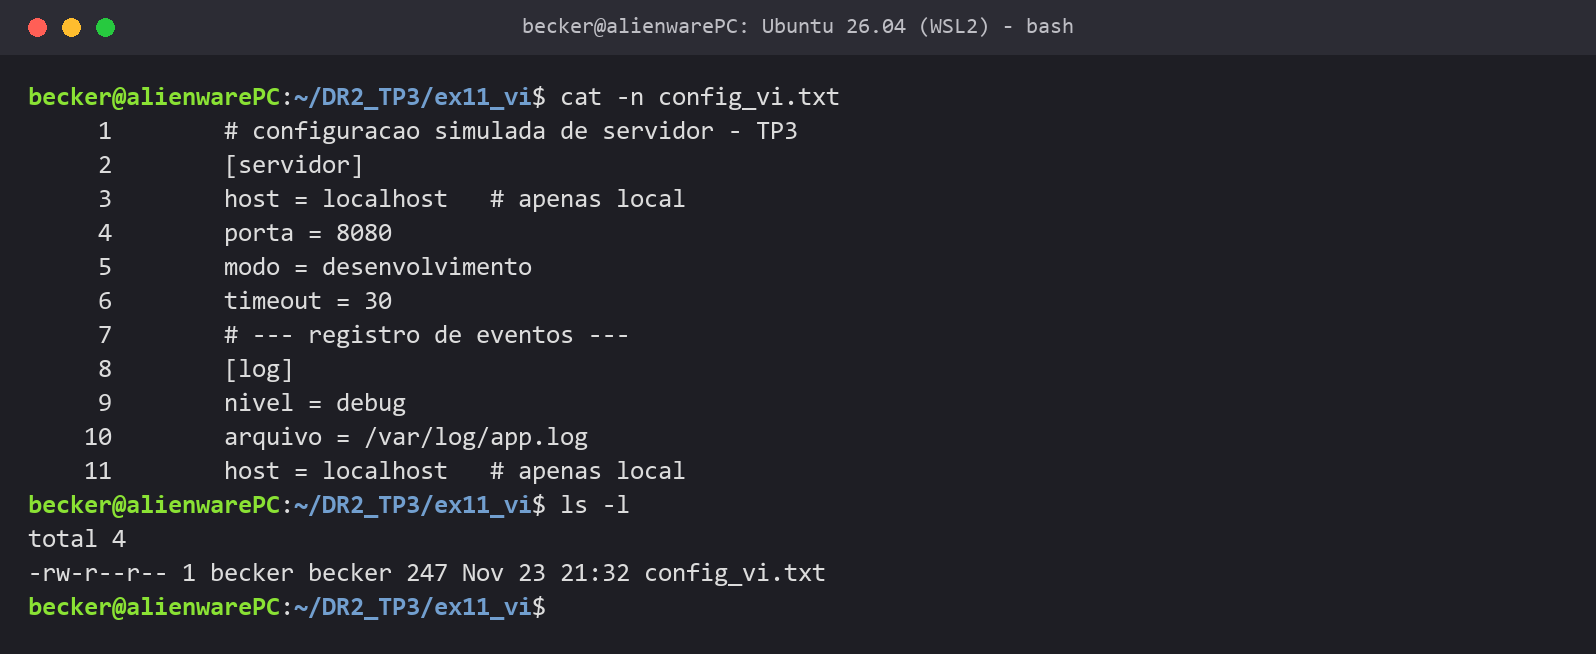 becker@alienwarePC: Ubuntu 26.04 (WSL2) - bash
becker@alienwarePC:~/DR2_TP3/ex11_vi$ cat -n config_vi.txt
     1        # configuracao simulada de servidor - TP3
     2        [servidor]
     3        host = localhost   # apenas local
     4        porta = 8080
     5        modo = desenvolvimento
     6        timeout = 30
     7        # --- registro de eventos ---
     8        [log]
     9        nivel = debug
    10        arquivo = /var/log/app.log
    11        host = localhost   # apenas local
becker@alienwarePC:~/DR2_TP3/ex11_vi$ ls -l
total 4
-rw-r--r-- 1 becker becker 247 Nov 23 21:32 config_vi.txt
becker@alienwarePC:~/DR2_TP3/ex11_vi$